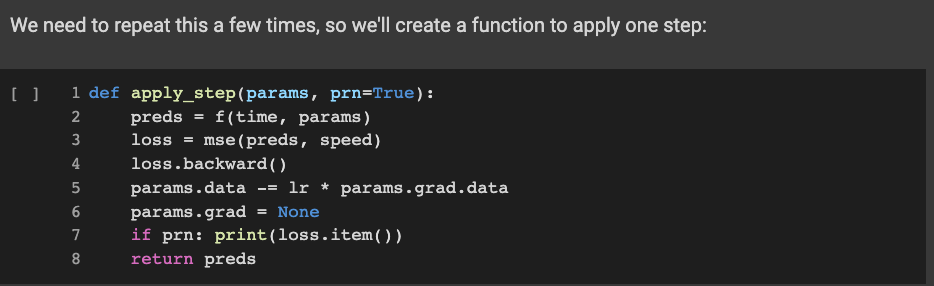 We need to repeat this a few times, so we'll create a function to apply one step:
[ ] 1 def apply_step(params, prn=True):
2     preds = f(time, params)
3     loss = mse(preds, speed)
4     loss.backward()
5     params.data -= lr * params.grad.data
6     params.grad = None
7     if prn: print(loss.item())
8     return preds